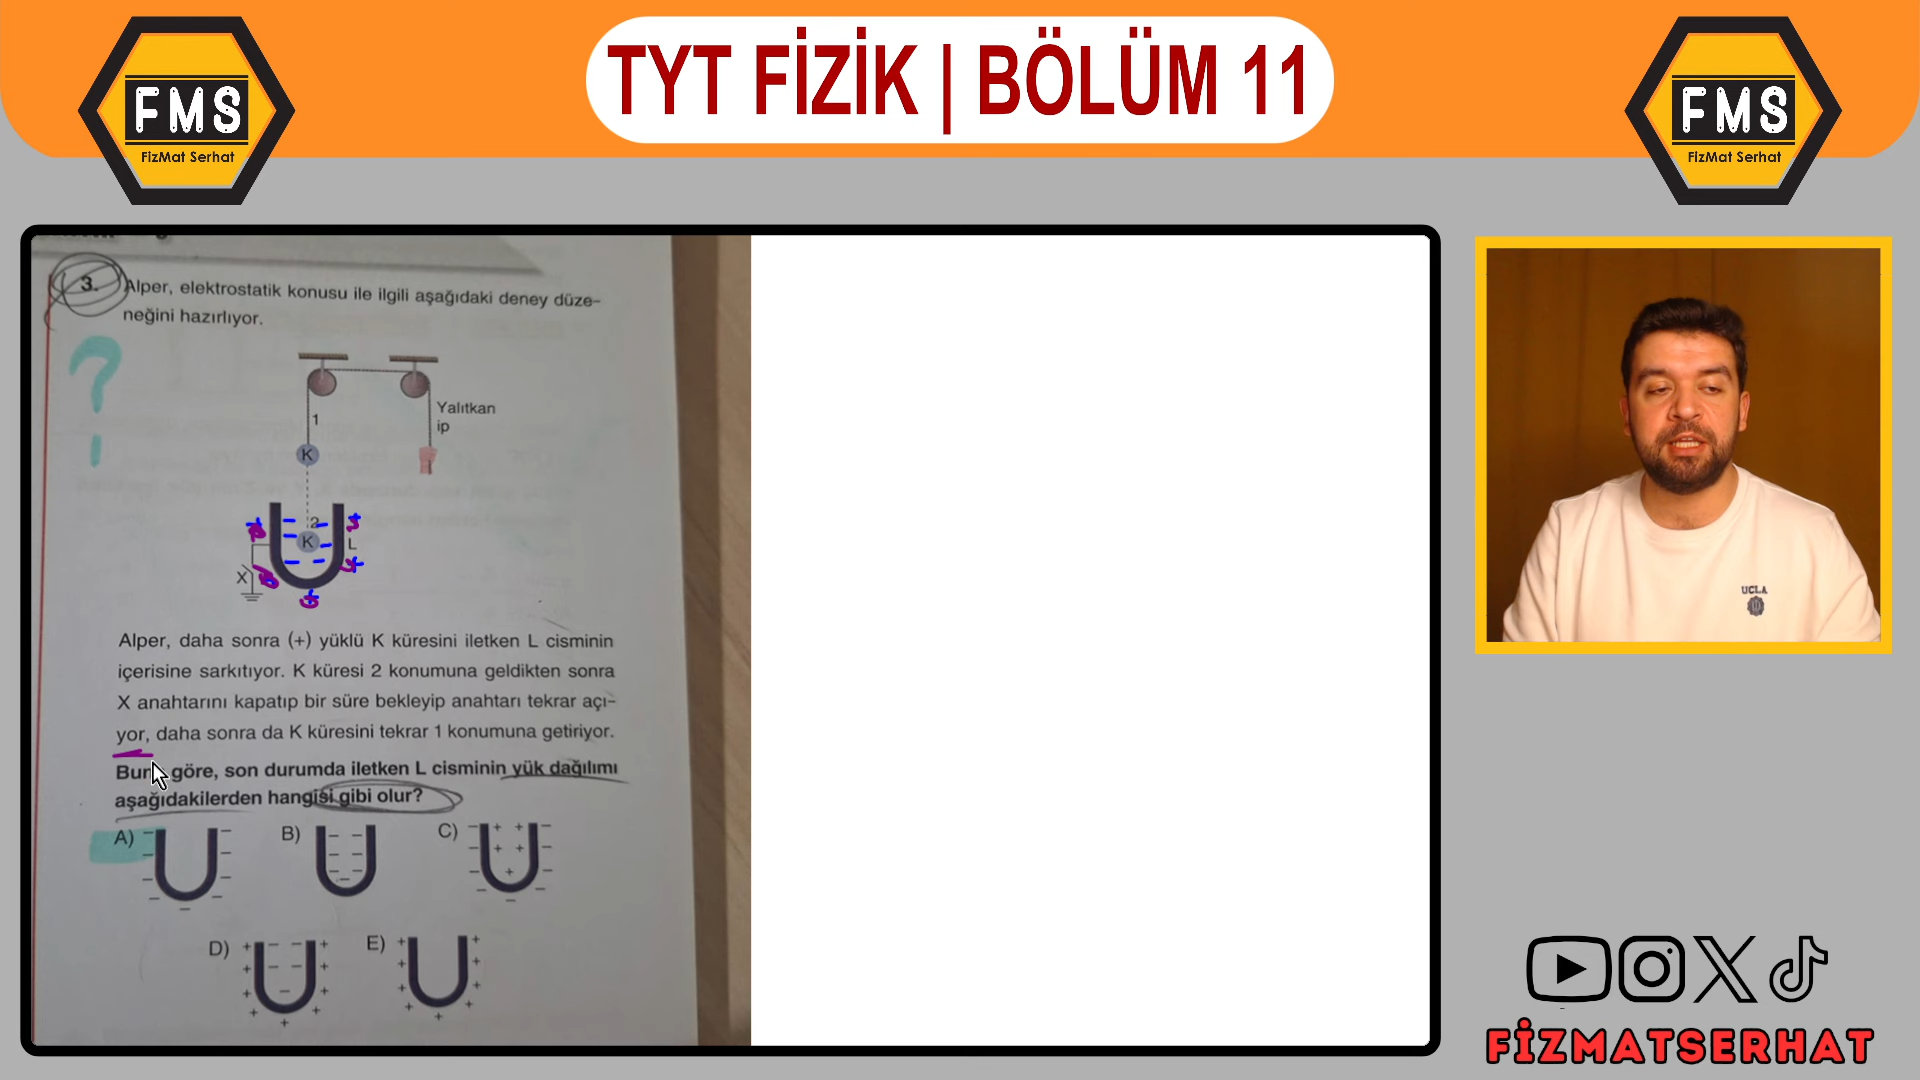 TYT FİZİK | BÖLÜM 11
FMS
FizMat Serhat
FMS
FizMat Serhat
3. Alper, elektrostatik konusu ile ilgili aşağıdaki deney düze-
neğini hazırlıyor.
?
1
Yalıtkan
ip
K
2
K
L
X
Alper, daha sonra (+) yüklü K küresini iletken L cisminin
içerisine sarkıtıyor. K küresi 2 konumuna geldikten sonra
X anahtarını kapatıp bir süre bekleyip anahtarı tekrar açı-
yor, daha sonra da K küresini tekrar 1 konumuna getiriyor.
göre, son durumda iletken L cisminin yük dağılımı
aşağıdakilerden hangisi gibi olur?
A)
B)
C)
D)
E)
UCLA
FİZMATSERHAT